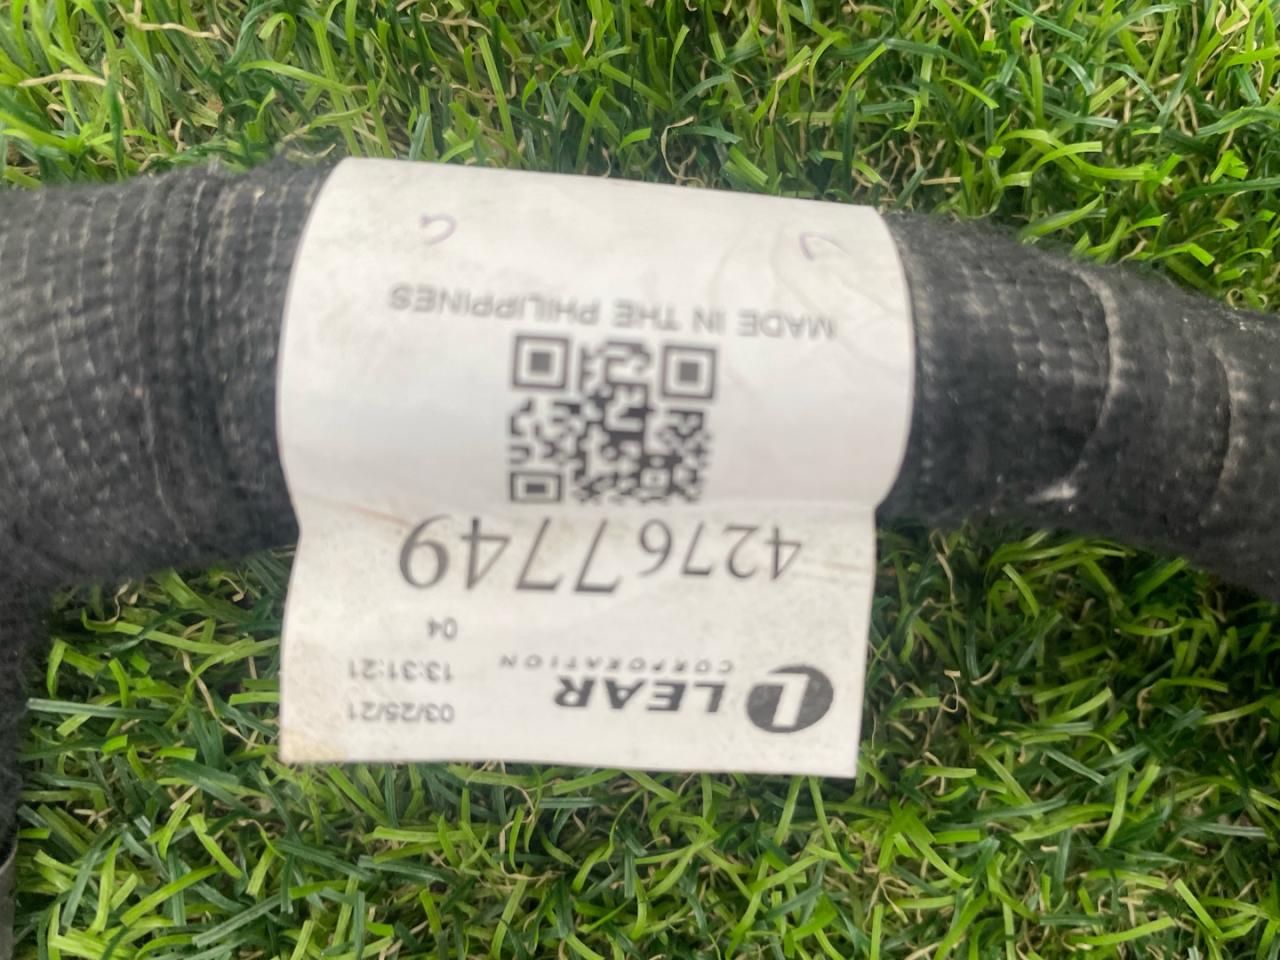 LEAR
CORPORATION
03/25/21
13:31:21
04
42767749
MADE IN THE PHILIPPINES